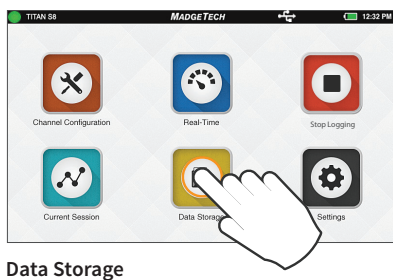 TITAN S8 MADGETECH 12:32 PM
Channel Configuration Real-Time Stop Logging
Current Session Data Storage Settings
Data Storage